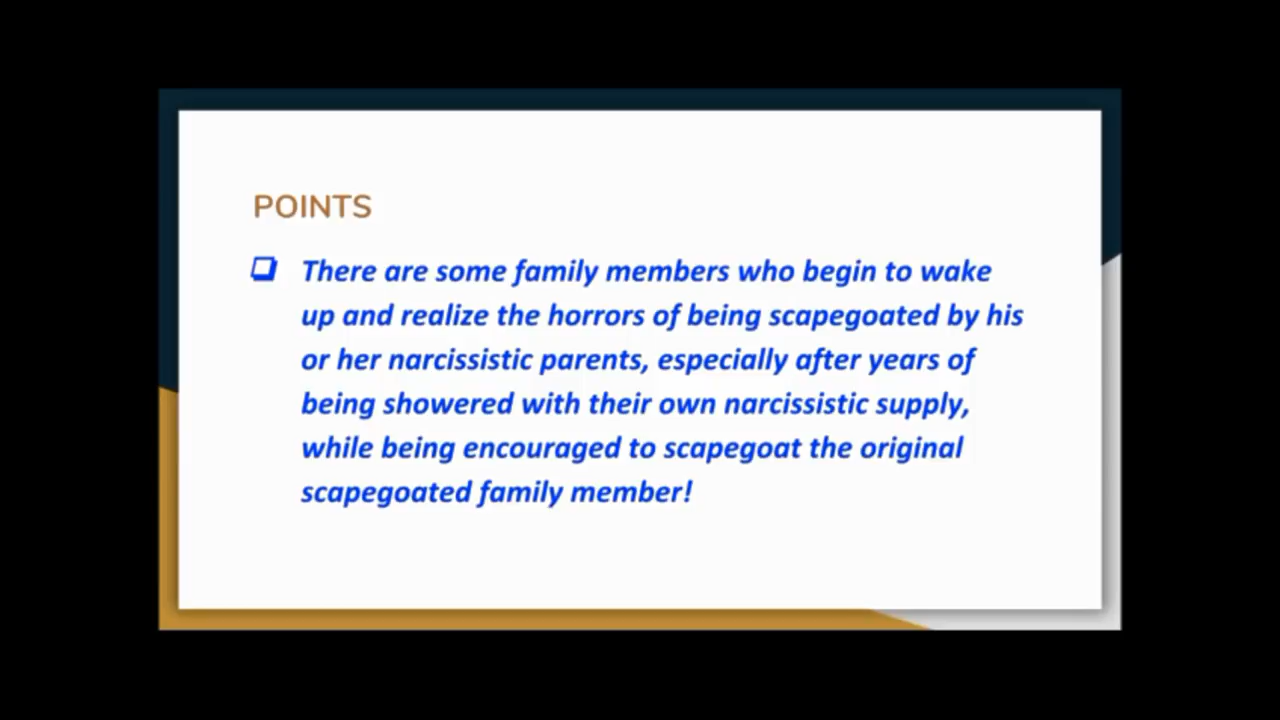 POINTS
❑ There are some family members who begin to wake
up and realize the horrors of being scapegoated by his
or her narcissistic parents, especially after years of
being showered with their own narcissistic supply,
while being encouraged to scapegoat the original
scapegoated family member!